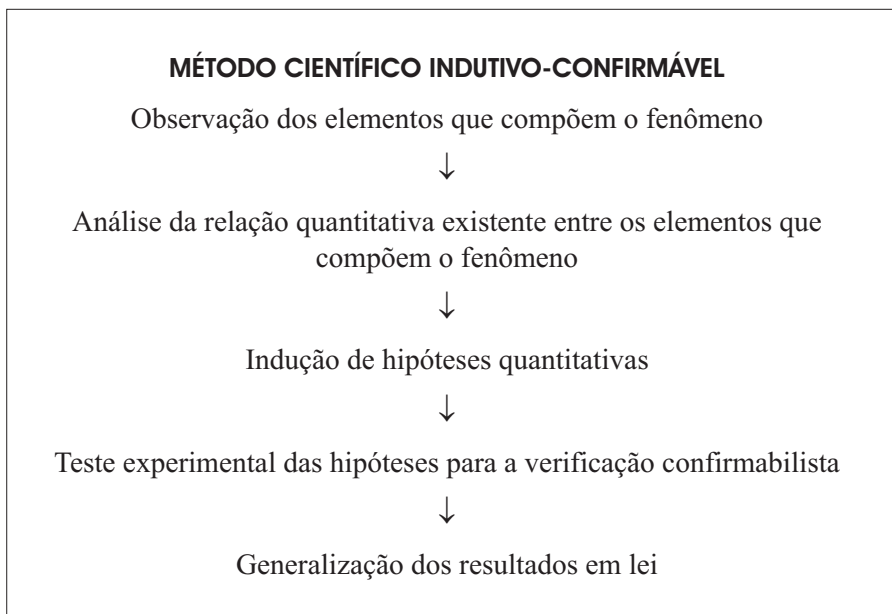 MÉTODO CIENTÍFICO INDUTIVO-CONFIRMÁVEL
Observação dos elementos que compõem o fenômeno
↓
Análise da relação quantitativa existente entre os elementos que
compõem o fenômeno
↓
Indução de hipóteses quantitativas
↓
Teste experimental das hipóteses para a verificação confirmabilista
↓
Generalização dos resultados em lei